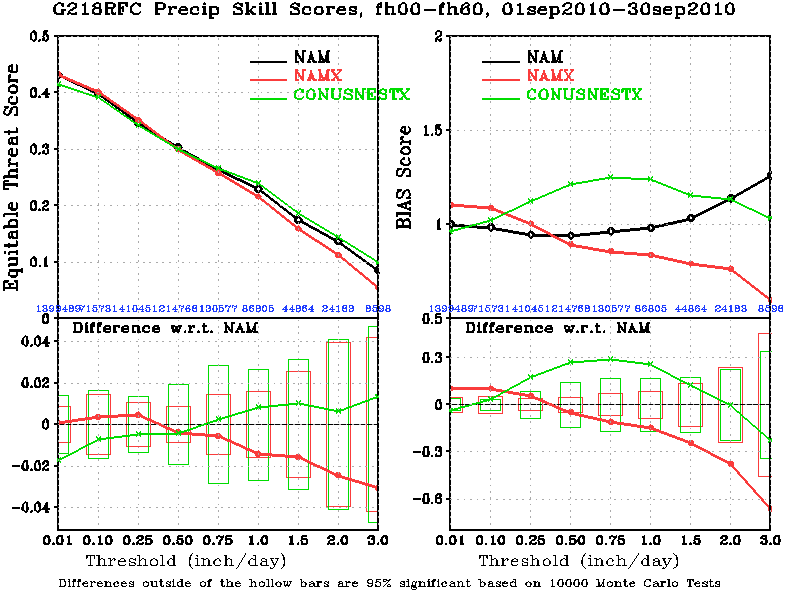 G218RFC Precip Skill Scores, fh00-fh60, 01sep2010-30sep2010
Equitable Threat Score
0.5
0.4
0.3
0.2
0.1
0
NAM
NAMX
CONUSNESTX
Difference w.r.t. NAM
0.04
0.02
0
-0.02
-0.04
0.01 0.10 0.25 0.50 0.75 1.0 1.5 2.0 3.0
Threshold (inch/day)
BIAS Score
2
1.5
1
NAM
NAMX
CONUSNESTX
0.5
Difference w.r.t. NAM
0.3
0
-0.3
-0.6
0.01 0.10 0.25 0.50 0.75 1.0 1.5 2.0 3.0
Threshold (inch/day)
Differences outside of the hollow bars are 95% significant based on 10000 Monte Carlo Tests